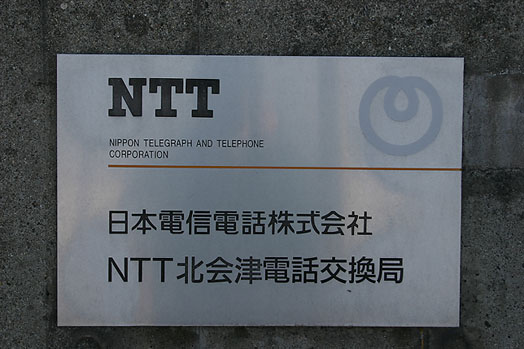 NTT
NIPPON TELEGRAPH AND TELEPHONE
CORPORATION
日本電信電話株式会社
NTT北会津電話交換局